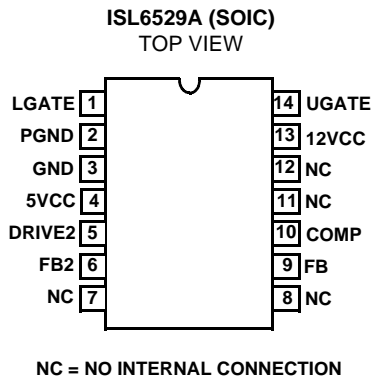 ISL6529A (SOIC)
TOP VIEW
LGATE 1 14 UGATE
PGND 2 13 12VCC
GND 3 12 NC
5VCC 4 11 NC
DRIVE2 5 10 COMP
FB2 6 9 FB
NC 7 8 NC
NC = NO INTERNAL CONNECTION